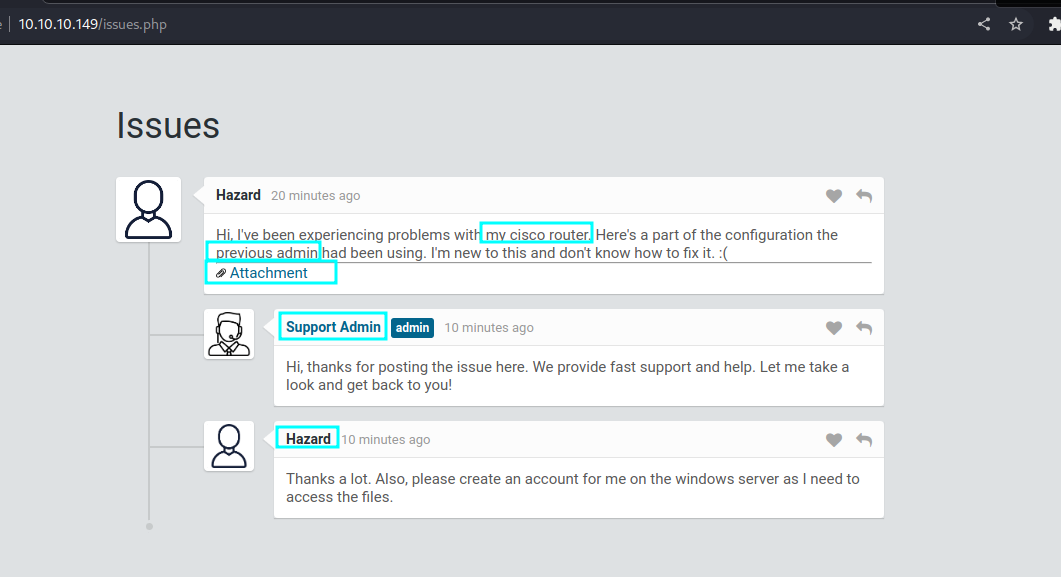 10.10.10.149/issues.php
Issues
Hazard 20 minutes ago
Hi, I've been experiencing problems with my cisco router. Here's a part of the configuration the
previous admin had been using. I'm new to this and don't know how to fix it. :(
Attachment
Support Admin admin 10 minutes ago
Hi, thanks for posting the issue here. We provide fast support and help. Let me take a
look and get back to you!
Hazard 10 minutes ago
Thanks a lot. Also, please create an account for me on the windows server as I need to
access the files.